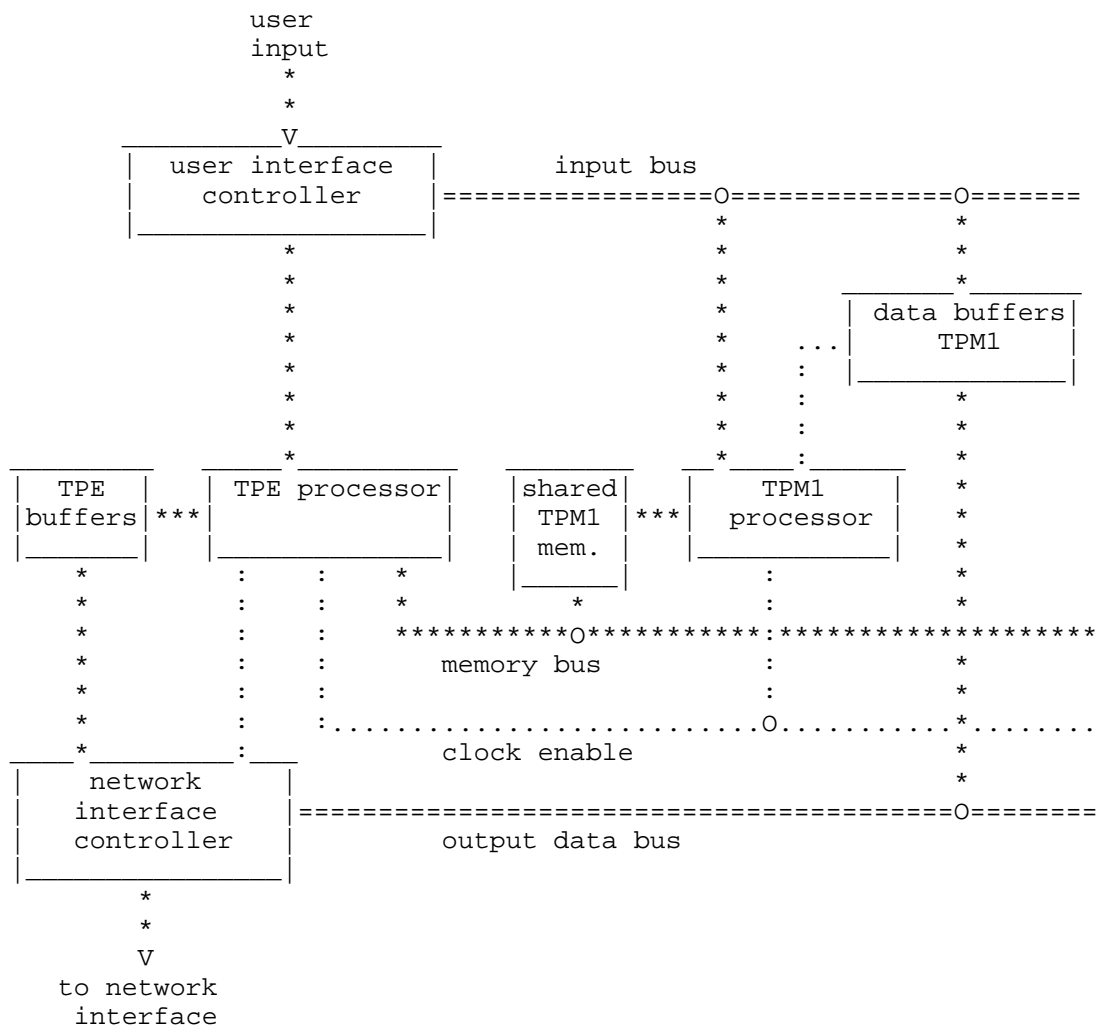 user
input
V
user interface
controller
input bus
O O
data buffers
TPM1
TPE
buffers
TPE processor
shared
TPM1
mem.
TPM1
processor
O
memory bus
O
clock enable
network
interface
controller
O
output data bus
V
to network
interface